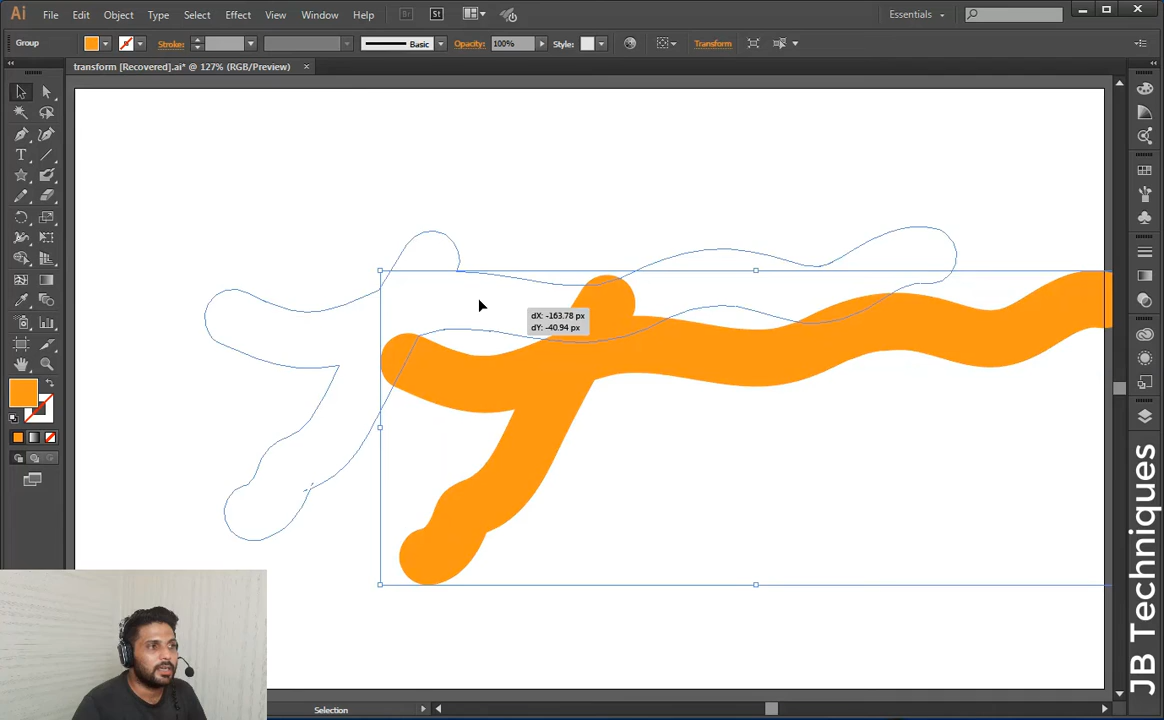 Ai File Edit Object Type Select Effect View Window Help Br St Essentials
Group Stroke: Basic Opacity: 100% Style: Transform
transform [Recovered].ai* @ 127% (RGB/Preview) ×
T
dX: -163.78 px
dY: -40.94 px
JB Techniques
Selection